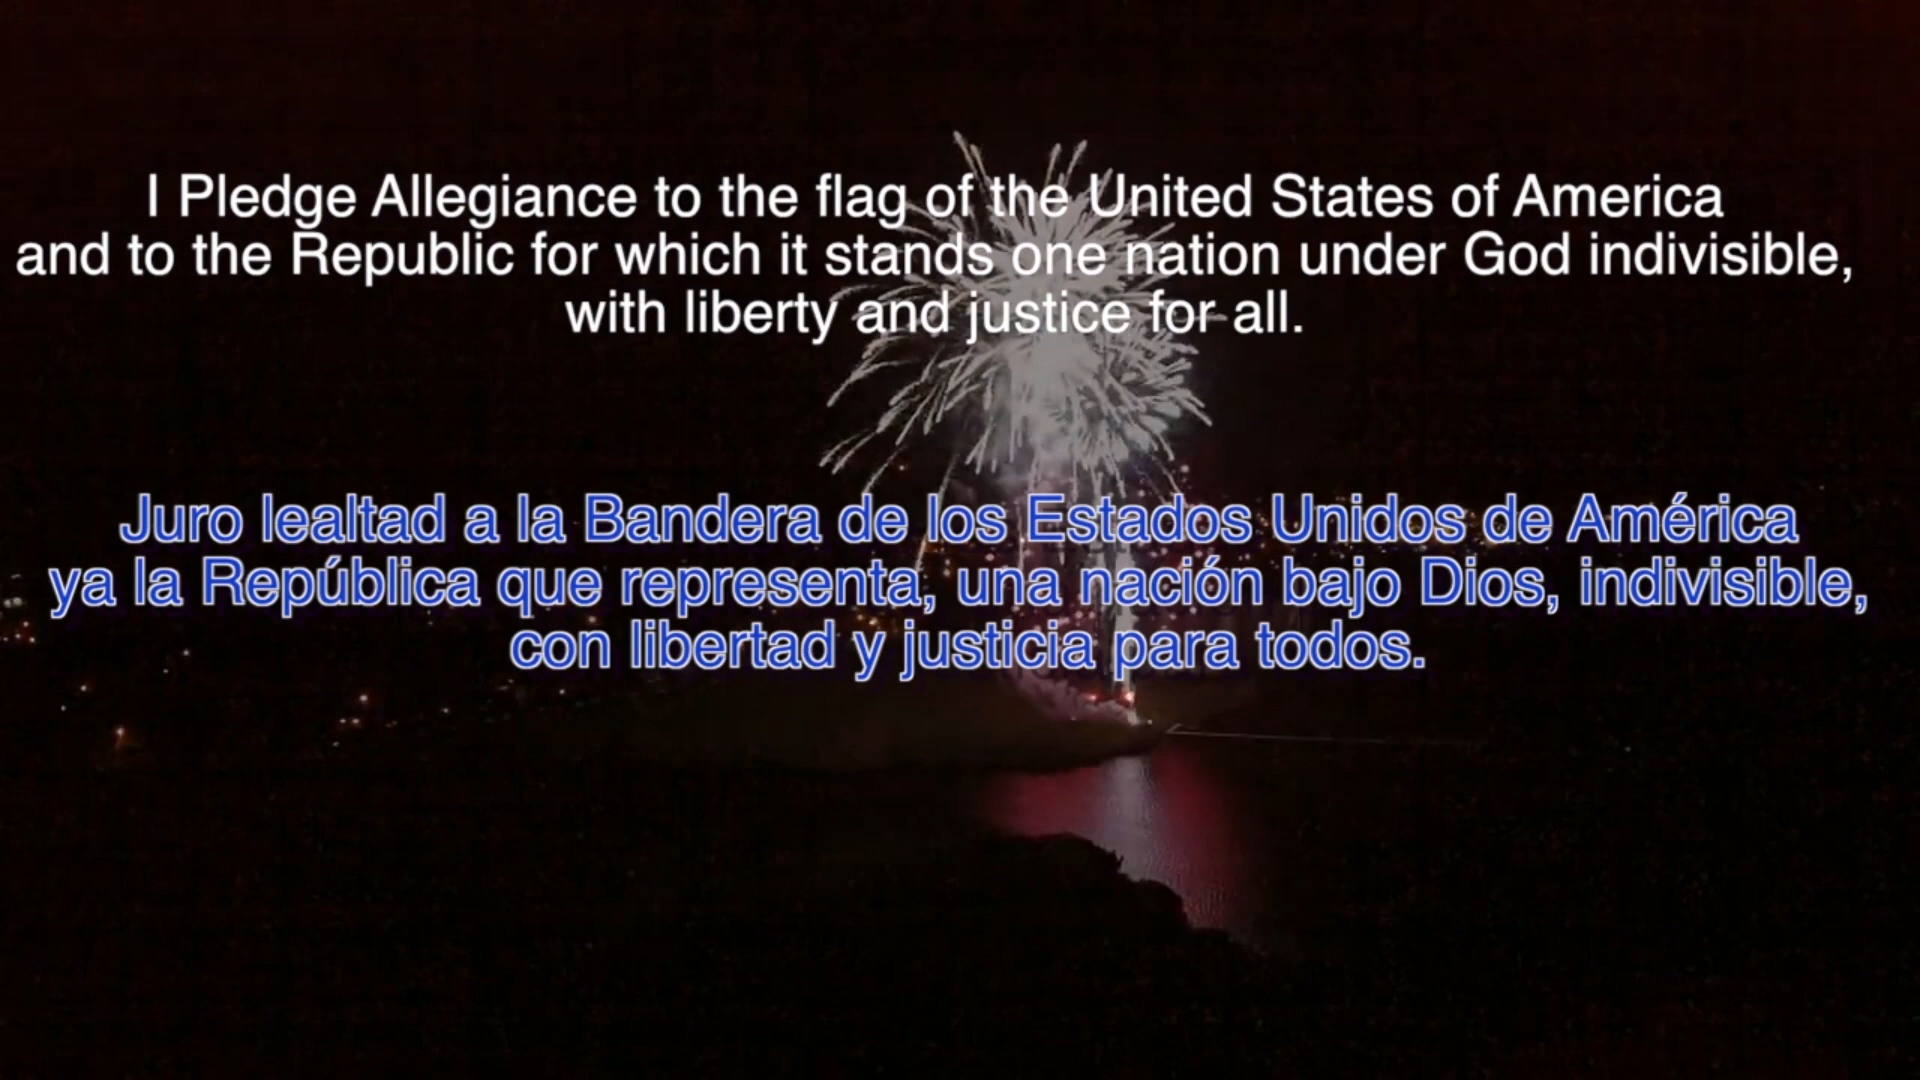 I Pledge Allegiance to the flag of the United States of America
and to the Republic for which it stands one nation under God indivisible,
with liberty and justice for all.
Juro lealtad a la Bandera de los Estados Unidos de América
ya la República que representa, una nación bajo Dios, indivisible,
con libertad y justicia para todos.